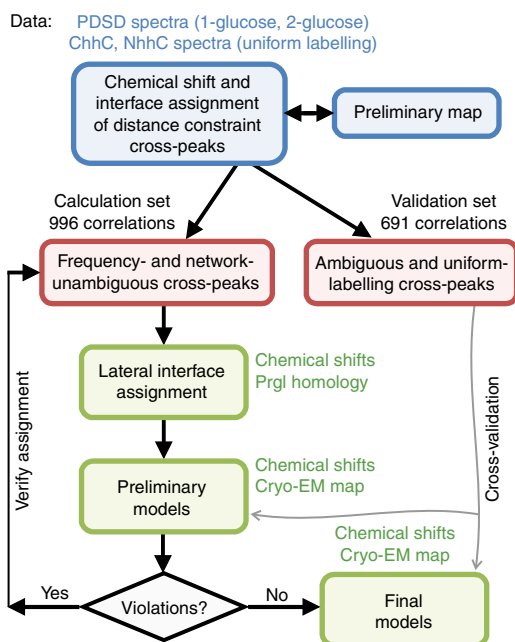 Data:
PDSD spectra (1-glucose, 2-glucose)
ChhC, NhhC spectra (uniform labelling)
Chemical shift and
interface assignment
of distance constraint
cross-peaks
Preliminary map
Calculation set
996 correlations
Validation set
691 correlations
Frequency- and network-
unambiguous cross-peaks
Ambiguous and uniform-
labelling cross-peaks
Lateral interface
assignment
Chemical shifts
Prgl homology
Verify assignment
Cross-validation
Preliminary
models
Chemical shifts
Cryo-EM map
Chemical shifts
Cryo-EM map
Yes
Violations?
No
Final
models